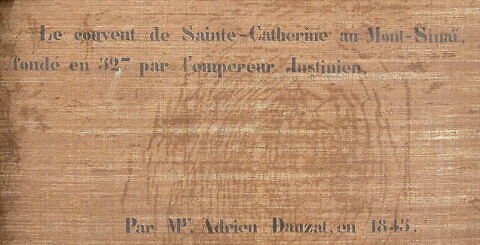 Le couvent de Sainte-Catherine au Mont-Sinaï,
fondé en 327 par l'empereur Justinien.
Par Mr. Adrien Dauzat, en 1845.